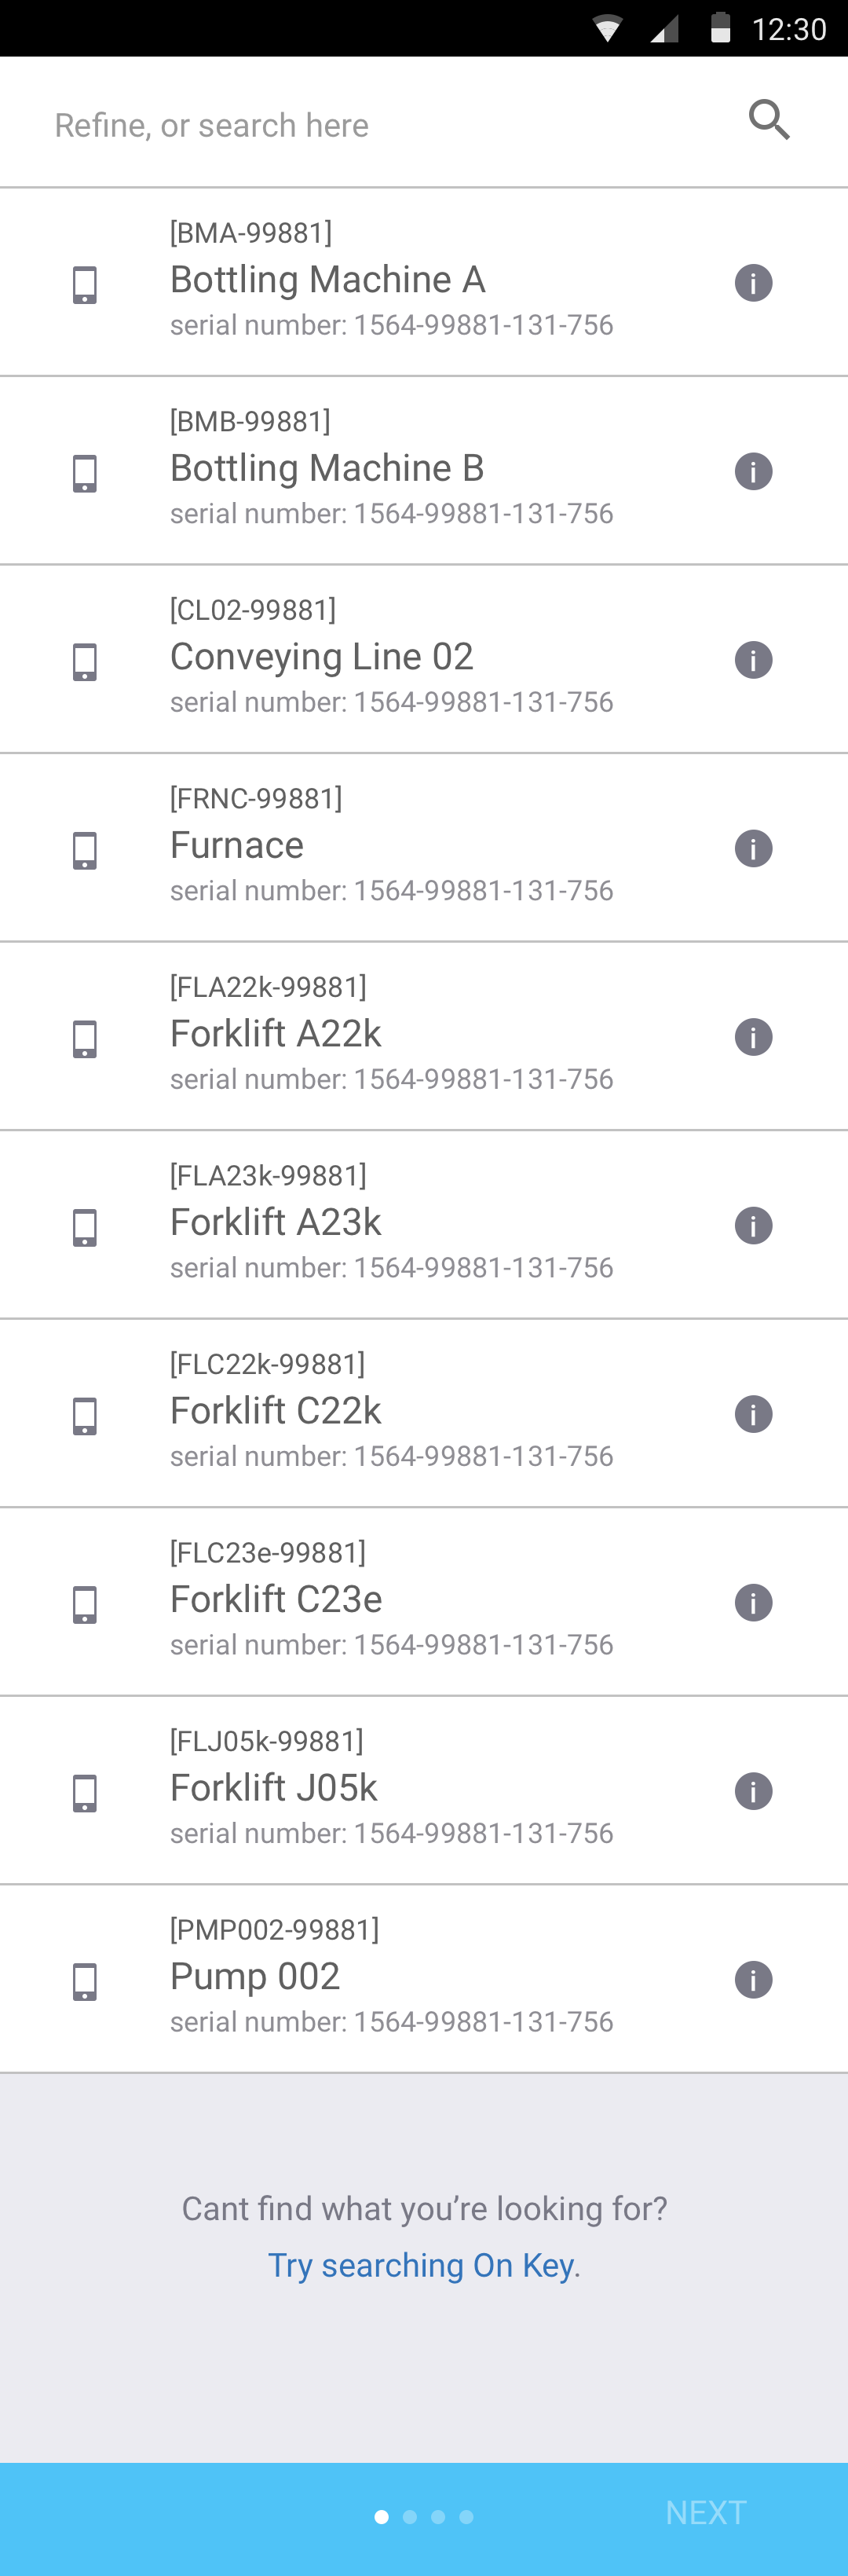 12:30
Refine, or search here
[BMA-99881]
Bottling Machine A
serial number: 1564-99881-131-756
[BMB-99881]
Bottling Machine B
serial number: 1564-99881-131-756
[CL02-99881]
Conveying Line 02
serial number: 1564-99881-131-756
[FRNC-99881]
Furnace
serial number: 1564-99881-131-756
[FLA22k-99881]
Forklift A22k
serial number: 1564-99881-131-756
[FLA23k-99881]
Forklift A23k
serial number: 1564-99881-131-756
[FLC22k-99881]
Forklift C22k
serial number: 1564-99881-131-756
[FLC23e-99881]
Forklift C23e
serial number: 1564-99881-131-756
[FLJ05k-99881]
Forklift J05k
serial number: 1564-99881-131-756
[PMP002-99881]
Pump 002
serial number: 1564-99881-131-756
Cant find what you’re looking for?
Try searching On Key.
NEXT